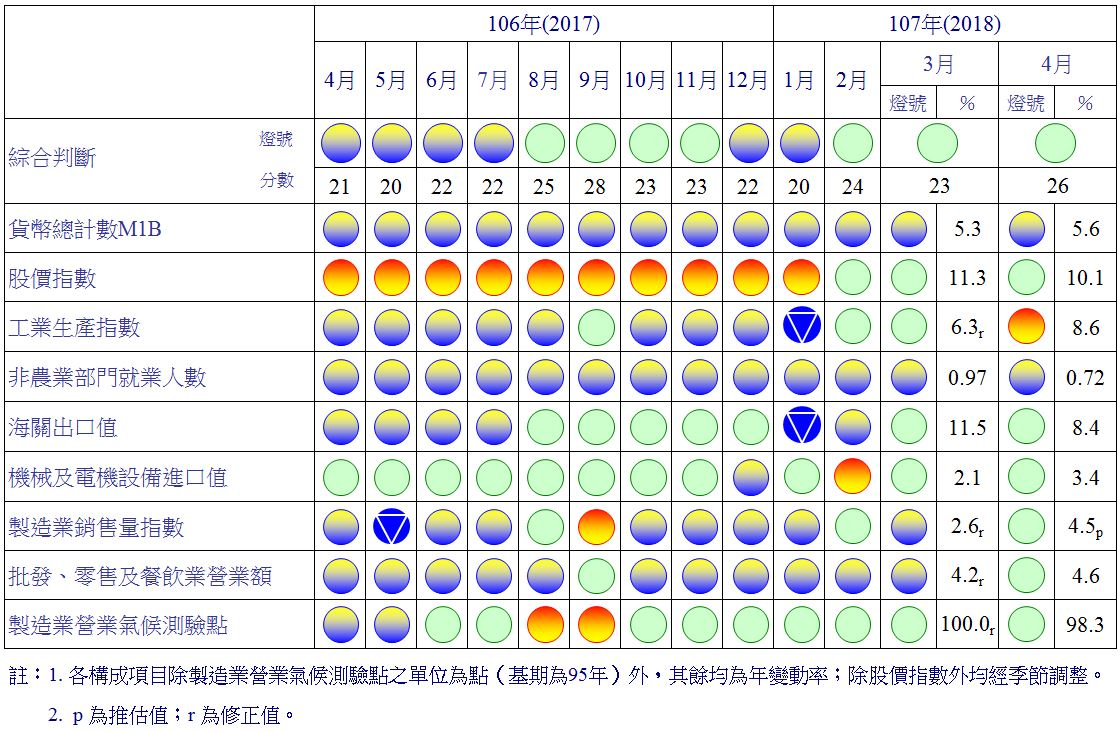 106年(2017) 107年(2018)
4月 5月 6月 7月 8月 9月 10月 11月 12月 1月 2月 3月 4月
燈號 % 燈號 %
綜合判斷 燈號
分數 21 20 22 22 25 28 23 23 22 20 24 23 26
貨幣總計數M1B 5.3 5.6
股價指數 11.3 10.1
工業生產指數 6.3r 8.6
非農業部門就業人數 0.97 0.72
海關出口值 11.5 8.4
機械及電機設備進口值 2.1 3.4
製造業銷售量指數 2.6r 4.5p
批發、零售及餐飲業營業額 4.2r 4.6
製造業營業氣候測驗點 100.0r 98.3
註：1. 各構成項目除製造業營業氣候測驗點之單位為點（基期為95年）外，其餘均為年變動率；除股價指數外均經季節調整。
2. p 為推估值；r 為修正值。